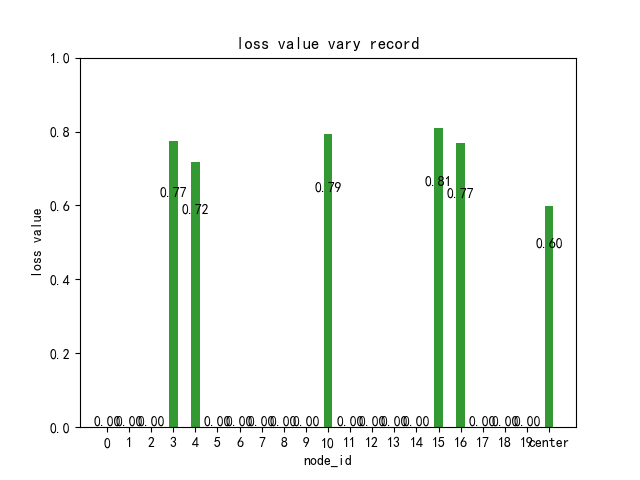 loss value vary record
loss value
1.0
0.8
0.6
0.4
0.2
0.0
0.00 0.00 0.00 0.77 0.72 0.00 0.00 0.00 0.00 0.00 0.79 0.00 0.00 0.00 0.00 0.81 0.77 0.00 0.00 0.00 0.60
0 1 2 3 4 5 6 7 8 9 10 11 12 13 14 15 16 17 18 19 center
node_id